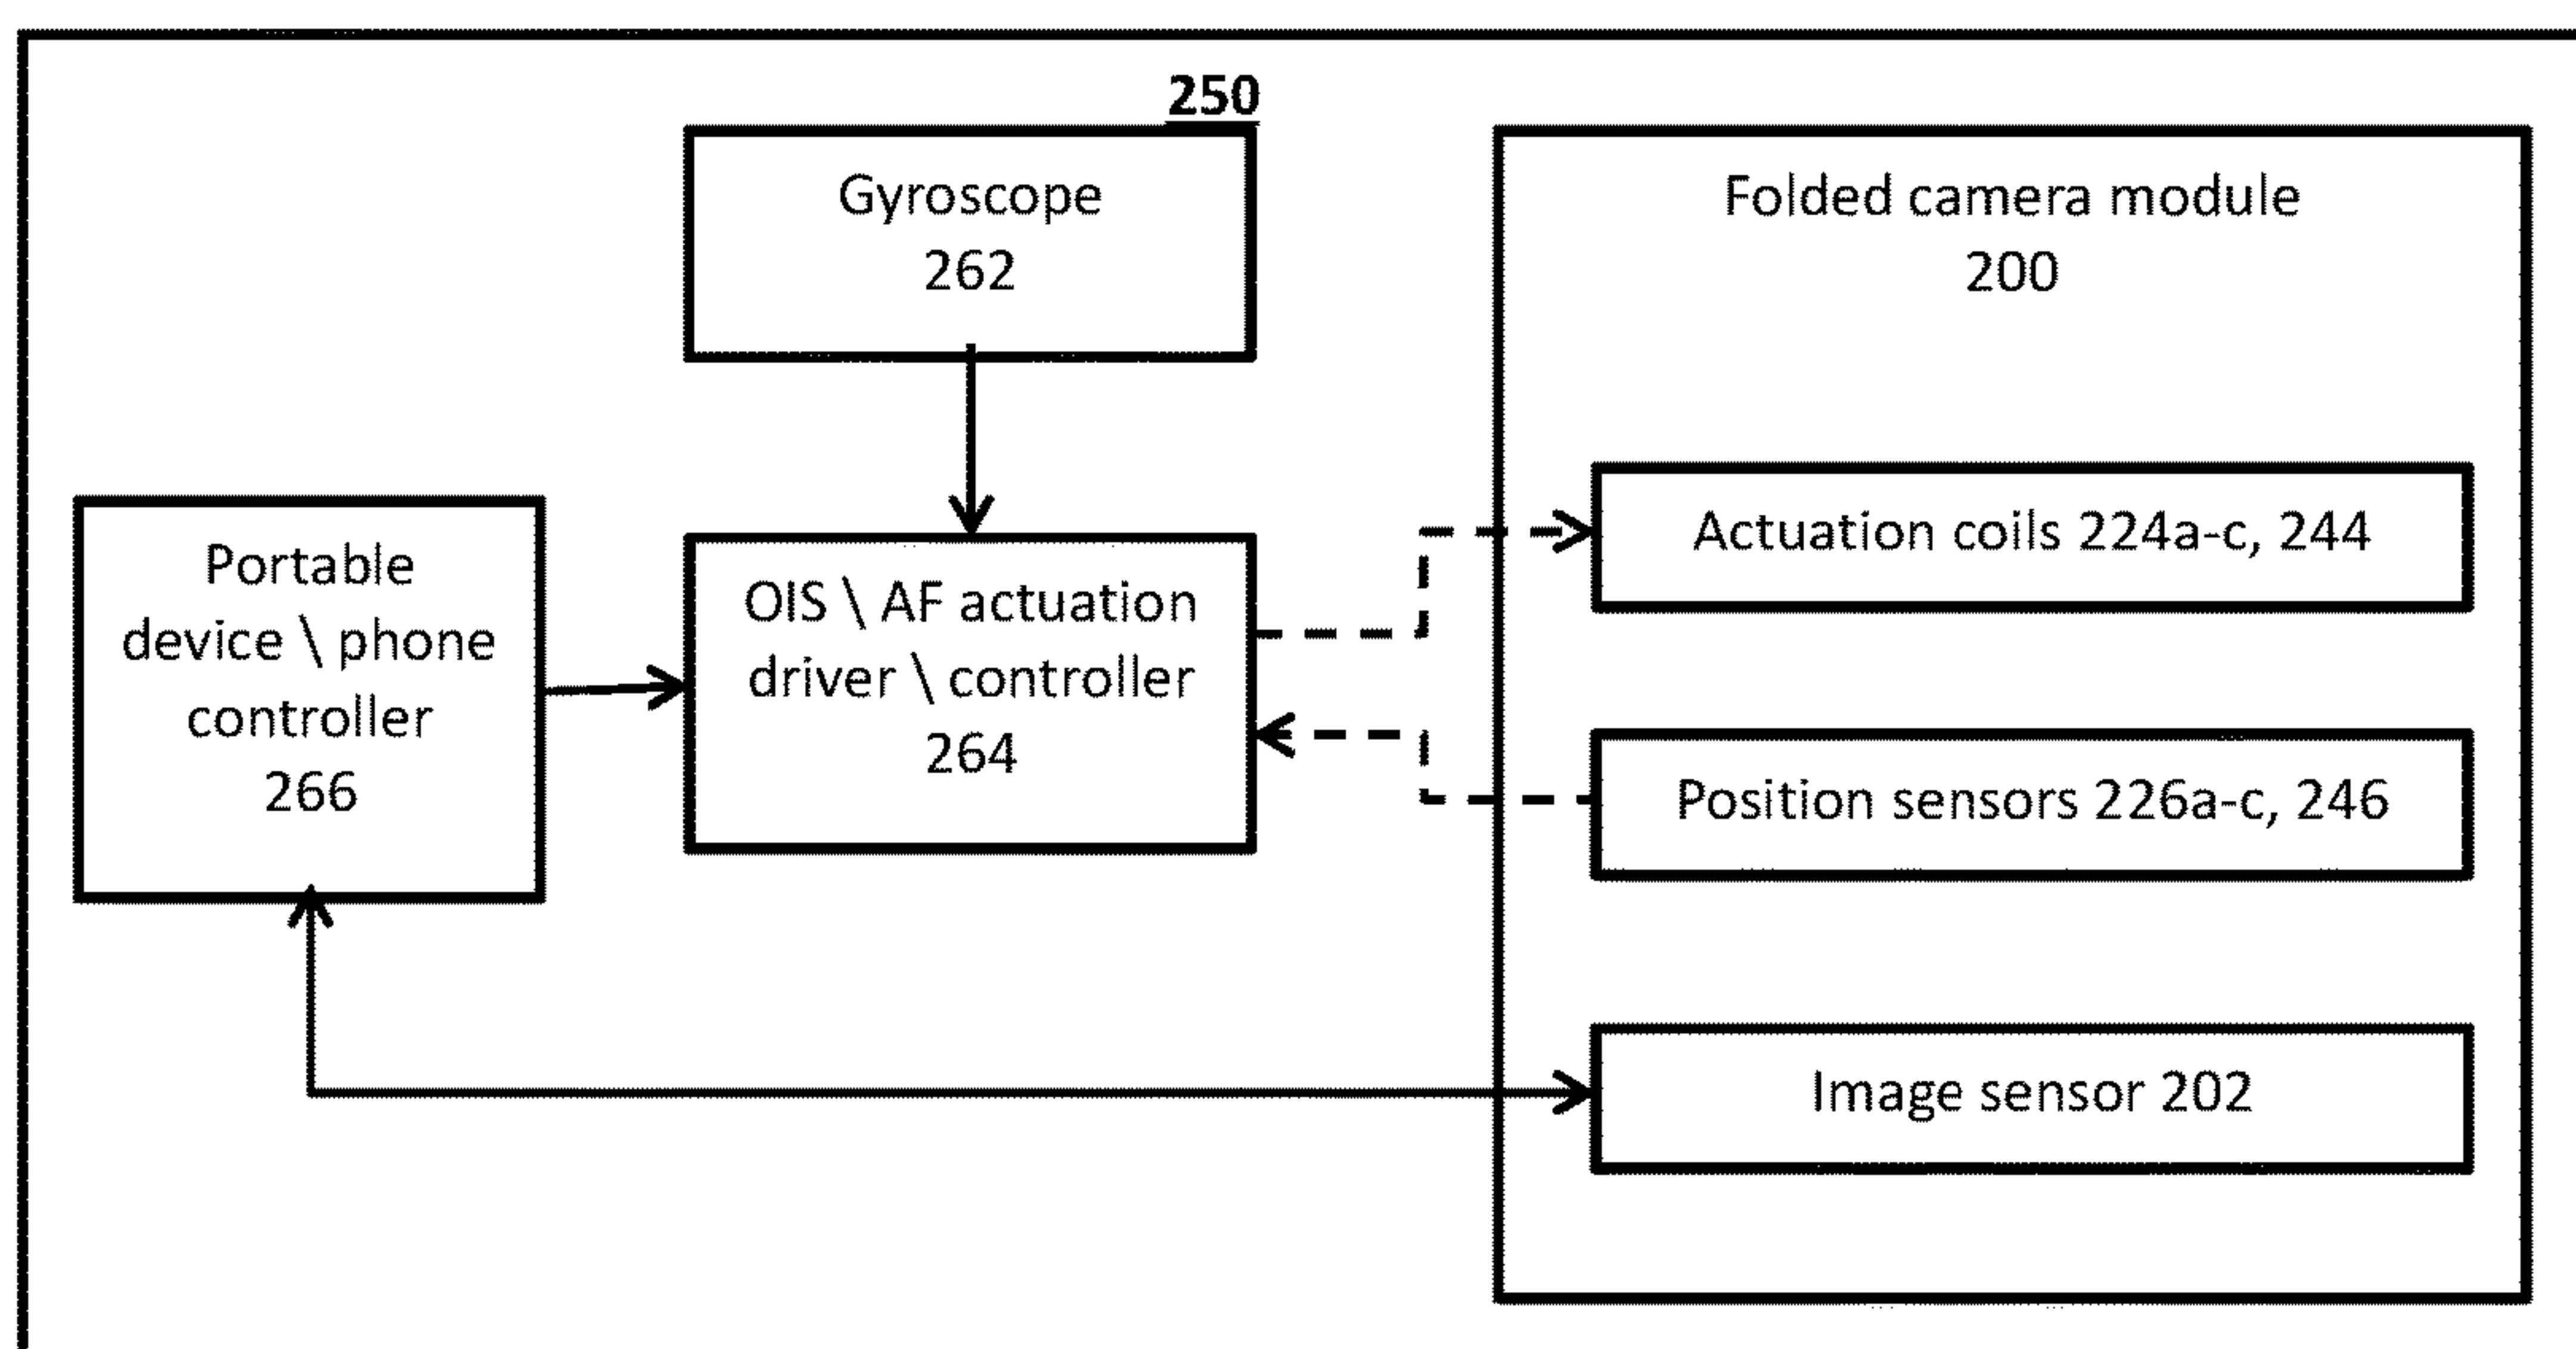 250
Gyroscope
262
Folded camera module
200
Portable
device \ phone
controller
266
OIS \ AF actuation
driver \ controller
264
Actuation coils 224a-c, 244
Position sensors 226a-c, 246
Image sensor 202